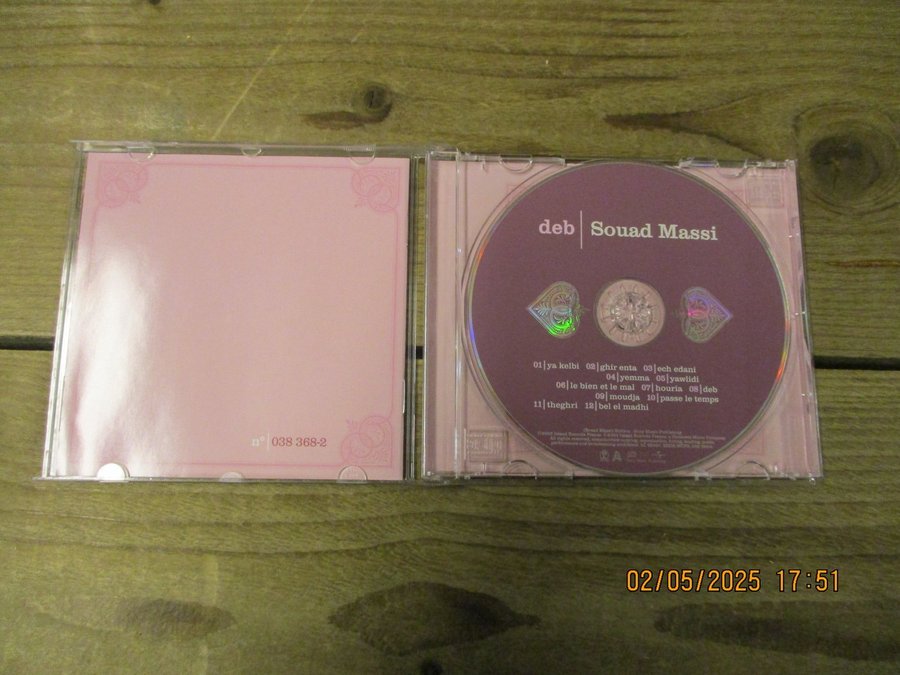 deb | Souad Massi
01 | ya kelbi 02 | ghir enta 03 | ech edani
04 | yemma 05 | yawlidi
06 | le bien et le mal 07 | houria 08 | deb
09 | moudja 10 | passe le temps
11 | theghri 12 | bel el madhi
n° | 038 368-2
02/05/2025 17:51